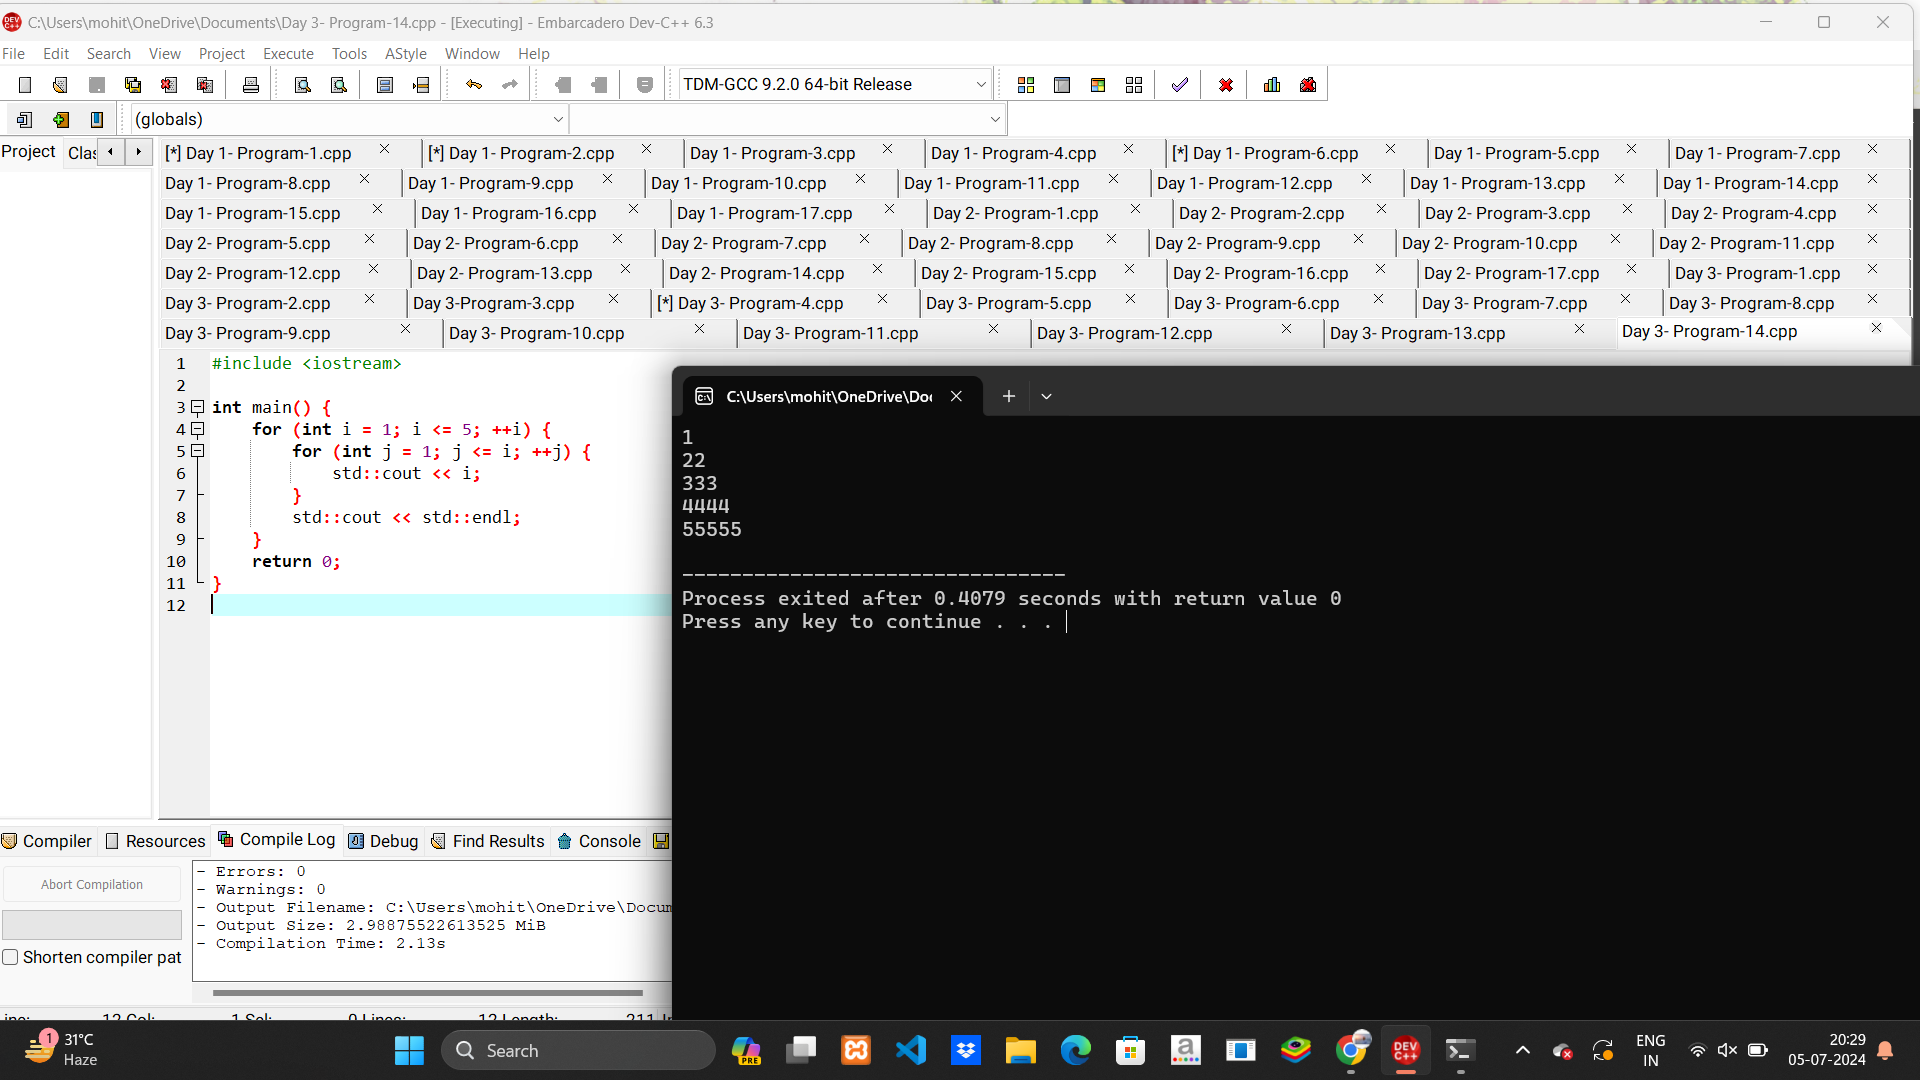 C:\Users\mohit\OneDrive\Documents\Day 3- Program-14.cpp - [Executing] - Embarcadero Dev-C++ 6.3
File Edit Search View Project Execute Tools AStyle Window Help
TDM-GCC 9.2.0 64-bit Release
(globals)
Project Clas
[*] Day 1- Program-1.cpp [*] Day 1- Program-2.cpp Day 1- Program-3.cpp Day 1- Program-4.cpp [*] Day 1- Program-6.cpp Day 1- Program-5.cpp Day 1- Program-7.cpp
Day 1- Program-8.cpp Day 1- Program-9.cpp Day 1- Program-10.cpp Day 1- Program-11.cpp Day 1- Program-12.cpp Day 1- Program-13.cpp Day 1- Program-14.cpp
Day 1- Program-15.cpp Day 1- Program-16.cpp Day 1- Program-17.cpp Day 2- Program-1.cpp Day 2- Program-2.cpp Day 2- Program-3.cpp Day 2- Program-4.cpp
Day 2- Program-5.cpp Day 2- Program-6.cpp Day 2- Program-7.cpp Day 2- Program-8.cpp Day 2- Program-9.cpp Day 2- Program-10.cpp Day 2- Program-11.cpp
Day 2- Program-12.cpp Day 2- Program-13.cpp Day 2- Program-14.cpp Day 2- Program-15.cpp Day 2- Program-16.cpp Day 2- Program-17.cpp Day 3- Program-1.cpp
Day 3- Program-2.cpp Day 3-Program-3.cpp [*] Day 3- Program-4.cpp Day 3- Program-5.cpp Day 3- Program-6.cpp Day 3- Program-7.cpp Day 3- Program-8.cpp
Day 3- Program-9.cpp Day 3- Program-10.cpp Day 3- Program-11.cpp Day 3- Program-12.cpp Day 3- Program-13.cpp Day 3- Program-14.cpp
1 #include <iostream>
2
3 int main() {
4 for (int i = 1; i <= 5; ++i) {
5 for (int j = 1; j <= i; ++j) {
6 std::cout << i;
7 }
8 std::cout << std::endl;
9 }
10 return 0;
11 }
12
C:\Users\mohit\OneDrive\Doc
1
22
333
4444
55555
--------------------------------
Process exited after 0.4079 seconds with return value 0
Press any key to continue . . .
Compiler Resources Compile Log Debug Find Results Console
Abort Compilation
Shorten compiler pat
- Errors: 0
- Warnings: 0
- Output Filename: C:\Users\mohit\OneDrive\Docum
- Output Size: 2.98875522613525 MiB
- Compilation Time: 2.13s
12 Col: 1 Sel: 0 Lines: 12 Length: 211
1
31°C
Haze
Search
PRE
DEV C++
ENG
IN
20:29
05-07-2024